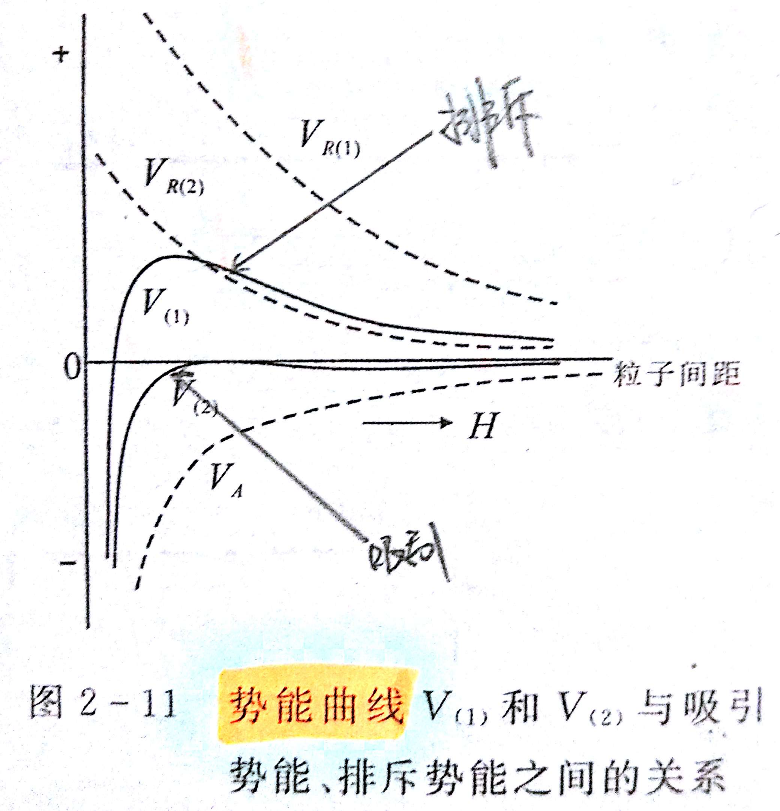 +
V_R(1)
排斥
V_R(2)
V_(1)
0
粒子间距
V_(2)
H
V_A
−
图 2-11 势能曲线 V_(1) 和 V_(2) 与吸引
势能、排斥势能之间的关系